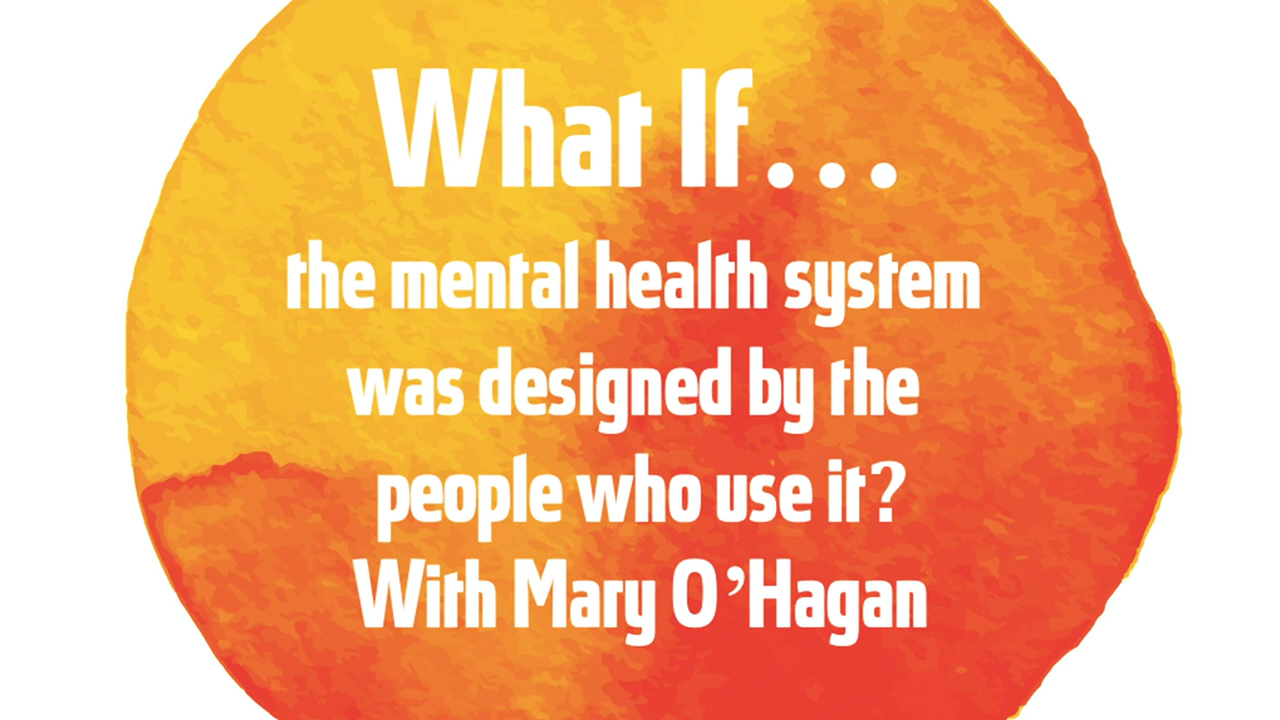 What If...
the mental health system
was designed by the
people who use it?
With Mary O’Hagan